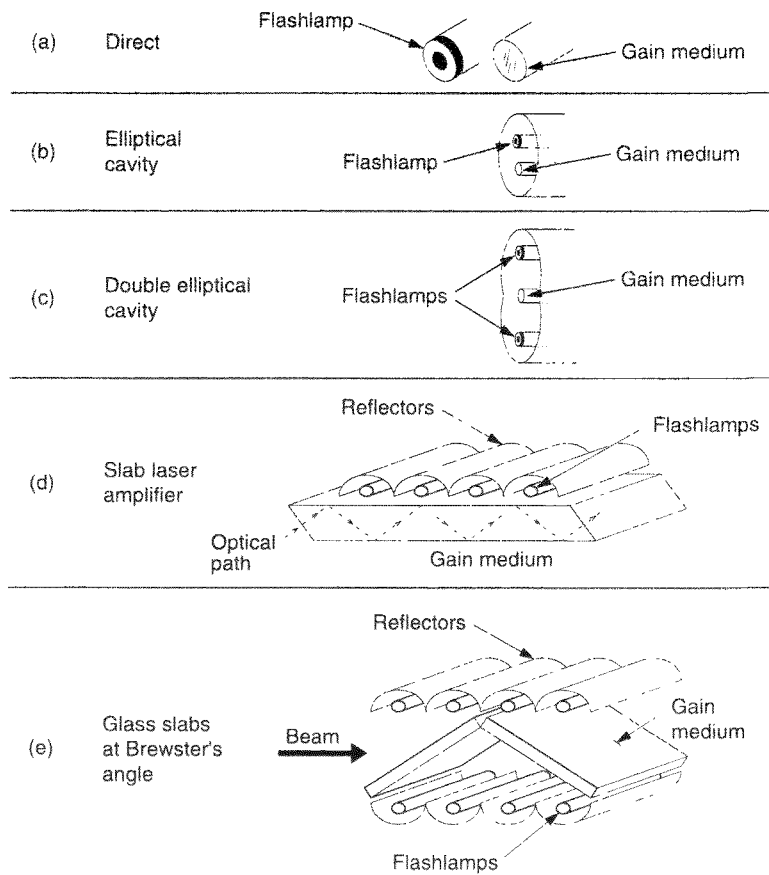 (a) Direct
Flashlamp
Gain medium
(b) Elliptical
cavity
Flashlamp
Gain medium
(c) Double elliptical
cavity
Flashlamps
Gain medium
(d) Slab laser
amplifier
Reflectors
Flashlamps
Optical
path
Gain medium
(e) Glass slabs
at Brewster's
angle
Reflectors
Beam
Gain
medium
Flashlamps